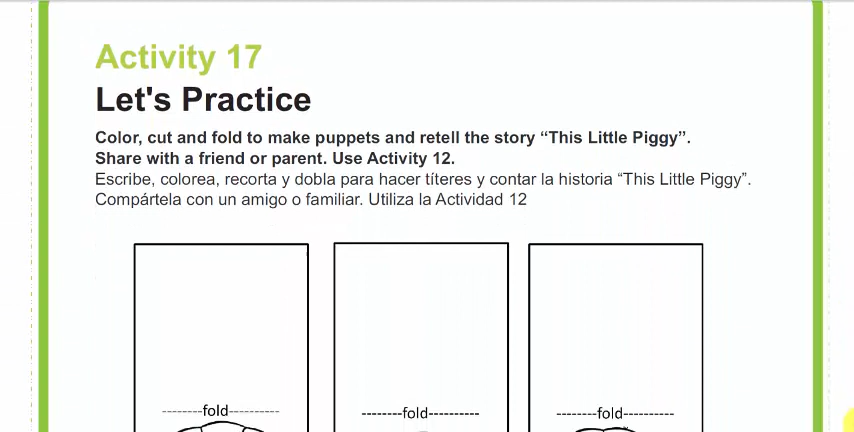 Activity 17
Let's Practice
Color, cut and fold to make puppets and retell the story “This Little Piggy”.
Share with a friend or parent. Use Activity 12.
Escribe, colorea, recorta y dobla para hacer títeres y contar la historia “This Little Piggy”.
Compártela con un amigo o familiar. Utiliza la Actividad 12
--------fold---------- --------fold---------- --------fold----------